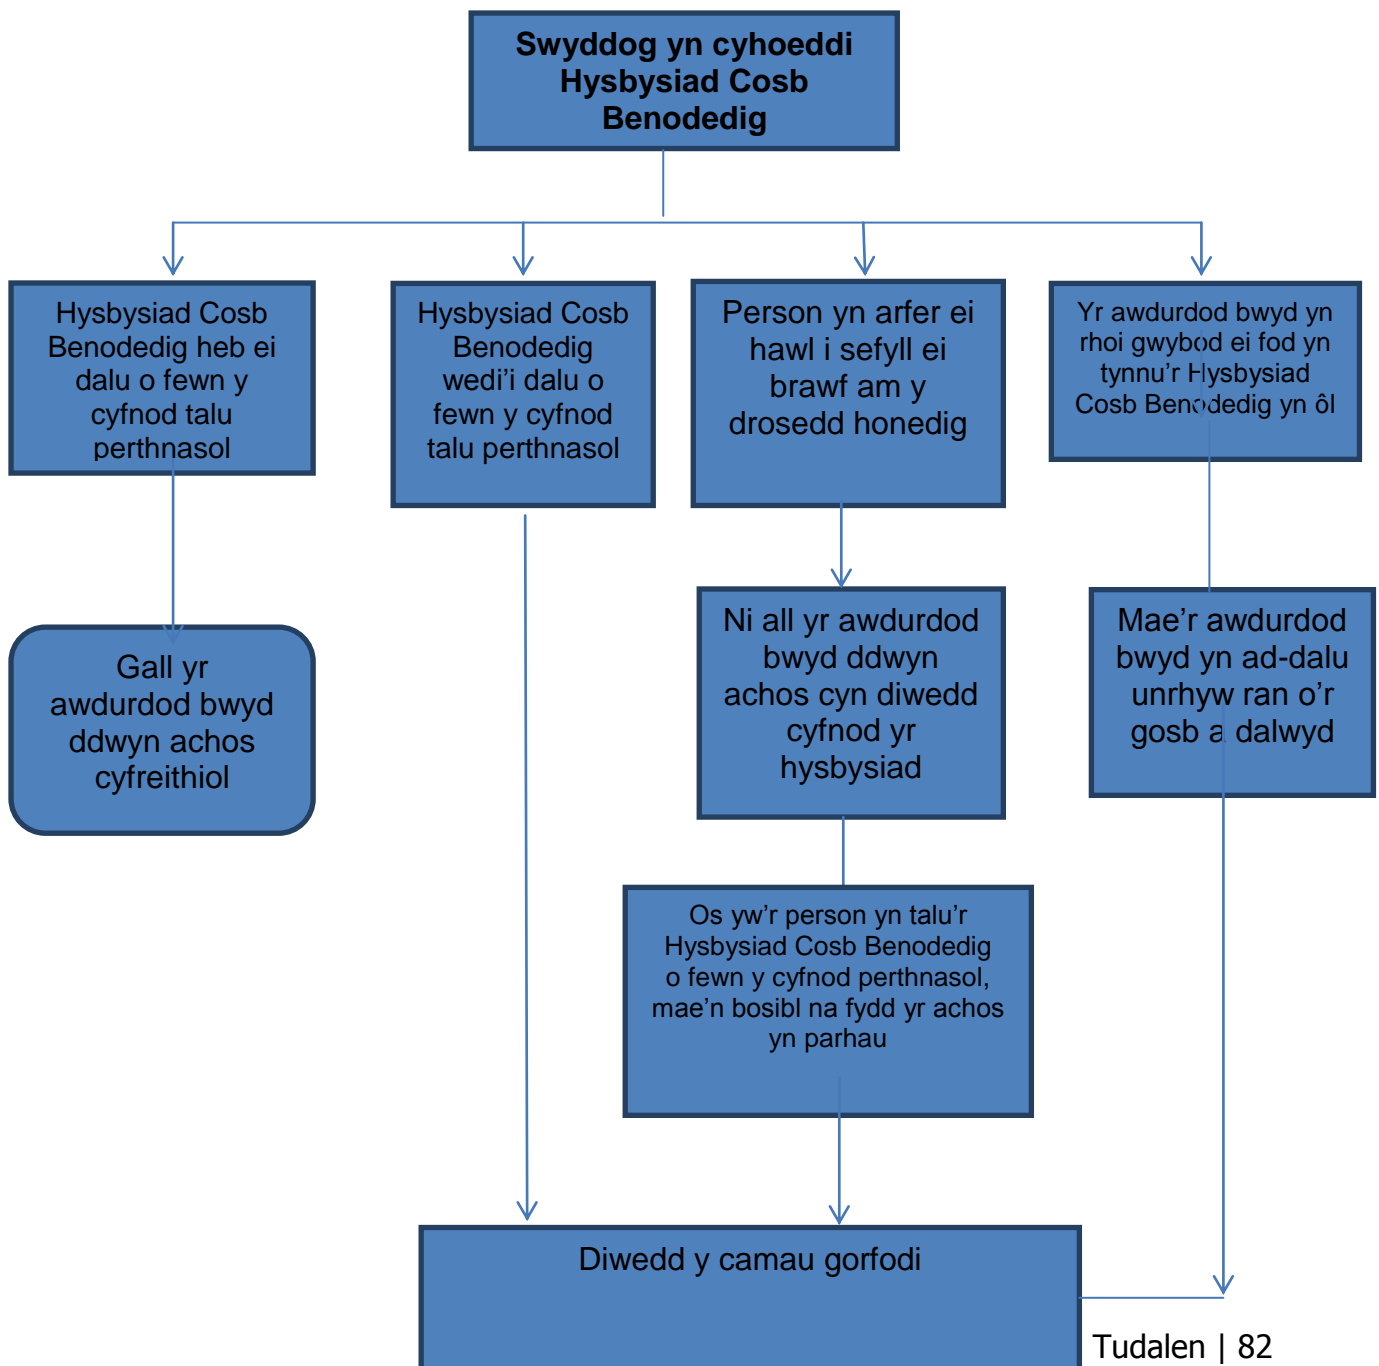 Swyddog yn cyhoeddi
Hysbysiad Cosb
Benodedig
Hysbysiad Cosb
Benodedig heb ei
dalu o fewn y
cyfnod talu
perthnasol
Hysbysiad Cosb
Benodedig
wedi’i dalu o
fewn y cyfnod
talu perthnasol
Person yn arfer ei
hawl i sefyll ei
brawf am y
drosedd honedig
Yr awdurdod bwyd yn
rhoi gwybod ei fod yn
tynnu’r Hysbysiad
Cosb Benodedig yn ôl
Gall yr
awdurdod bwyd
ddwyn achos
cyfreithiol
Ni all yr awdurdod
bwyd ddwyn
achos cyn diwedd
cyfnod yr
hysbysiad
Mae’r awdurdod
bwyd yn ad-dalu
unrhyw ran o’r
gosb a dalwyd
Os yw’r person yn talu’r
Hysbysiad Cosb Benodedig
o fewn y cyfnod perthnasol,
mae’n bosibl na fydd yr achos
yn parhau
Diwedd y camau gorfodi
Tudalen | 82